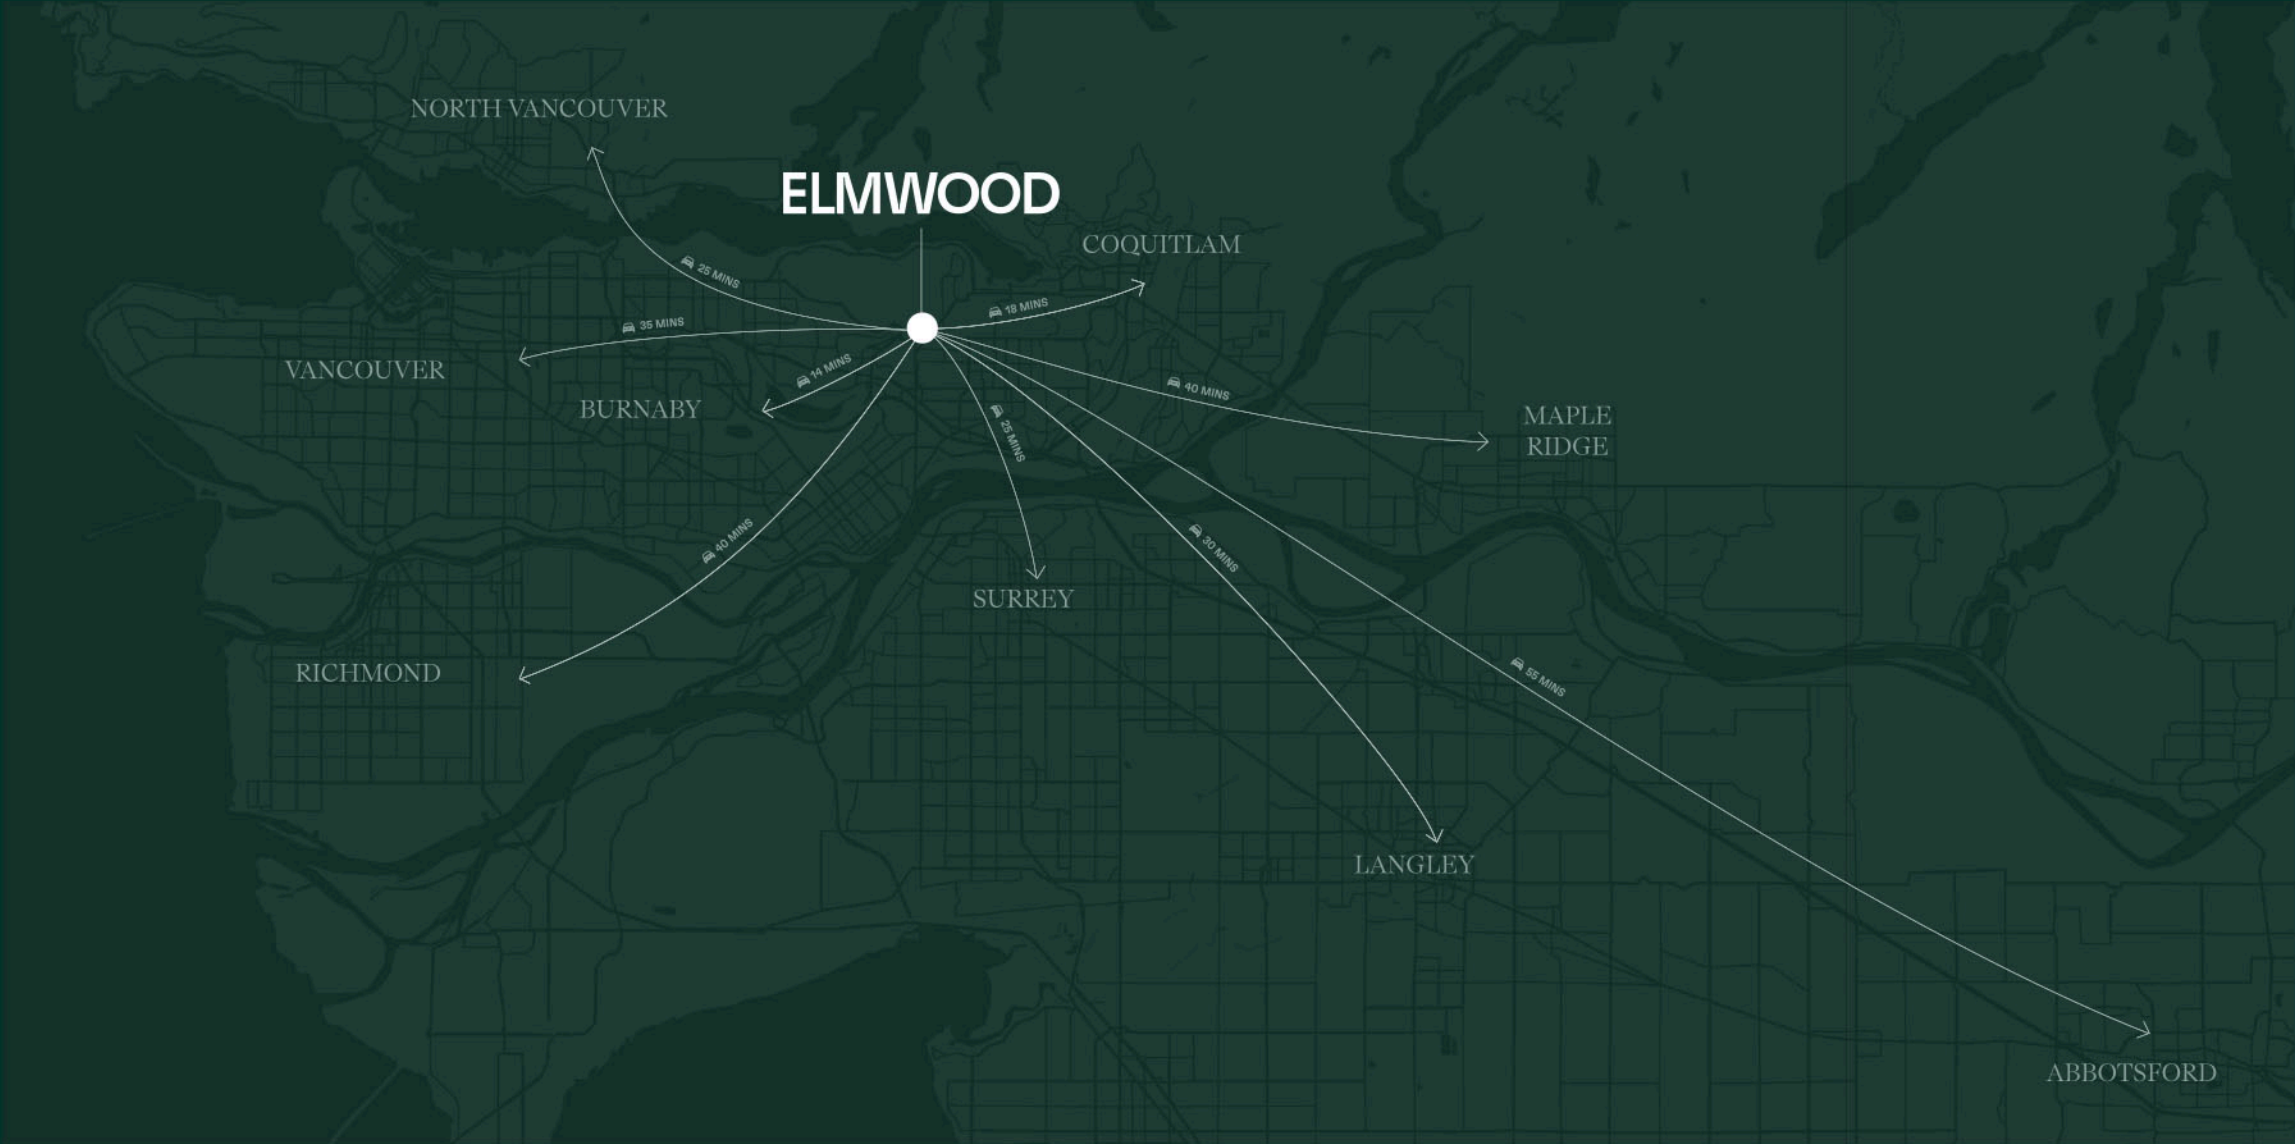 NORTH VANCOUVER
ELMWOOD
COQUITLAM
25 MINS
18 MINS
35 MINS
VANCOUVER
14 MINS
BURNABY
40 MINS
MAPLE
RIDGE
25 MINS
40 MINS
30 MINS
SURREY
RICHMOND
55 MINS
LANGLEY
ABBOTSFORD